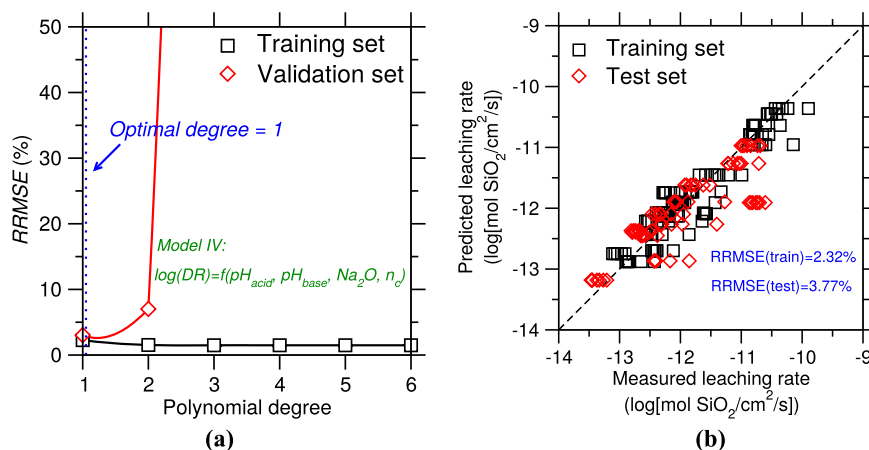 50
40
30
20
10
0
RRMSE (%)
Training set
Validation set
Optimal degree = 1
Model IV:
log(DR)=f(pH_acid, pH_base, Na₂O, n_c)
1 2 3 4 5 6
Polynomial degree
(a)
-9
-10
-11
-12
-13
-14
Predicted leaching rate
(log[mol SiO₂/cm²/s])
Training set
Test set
RRMSE(train)=2.32%
RRMSE(test)=3.77%
-14 -13 -12 -11 -10 -9
Measured leaching rate
(log[mol SiO₂/cm²/s])
(b)